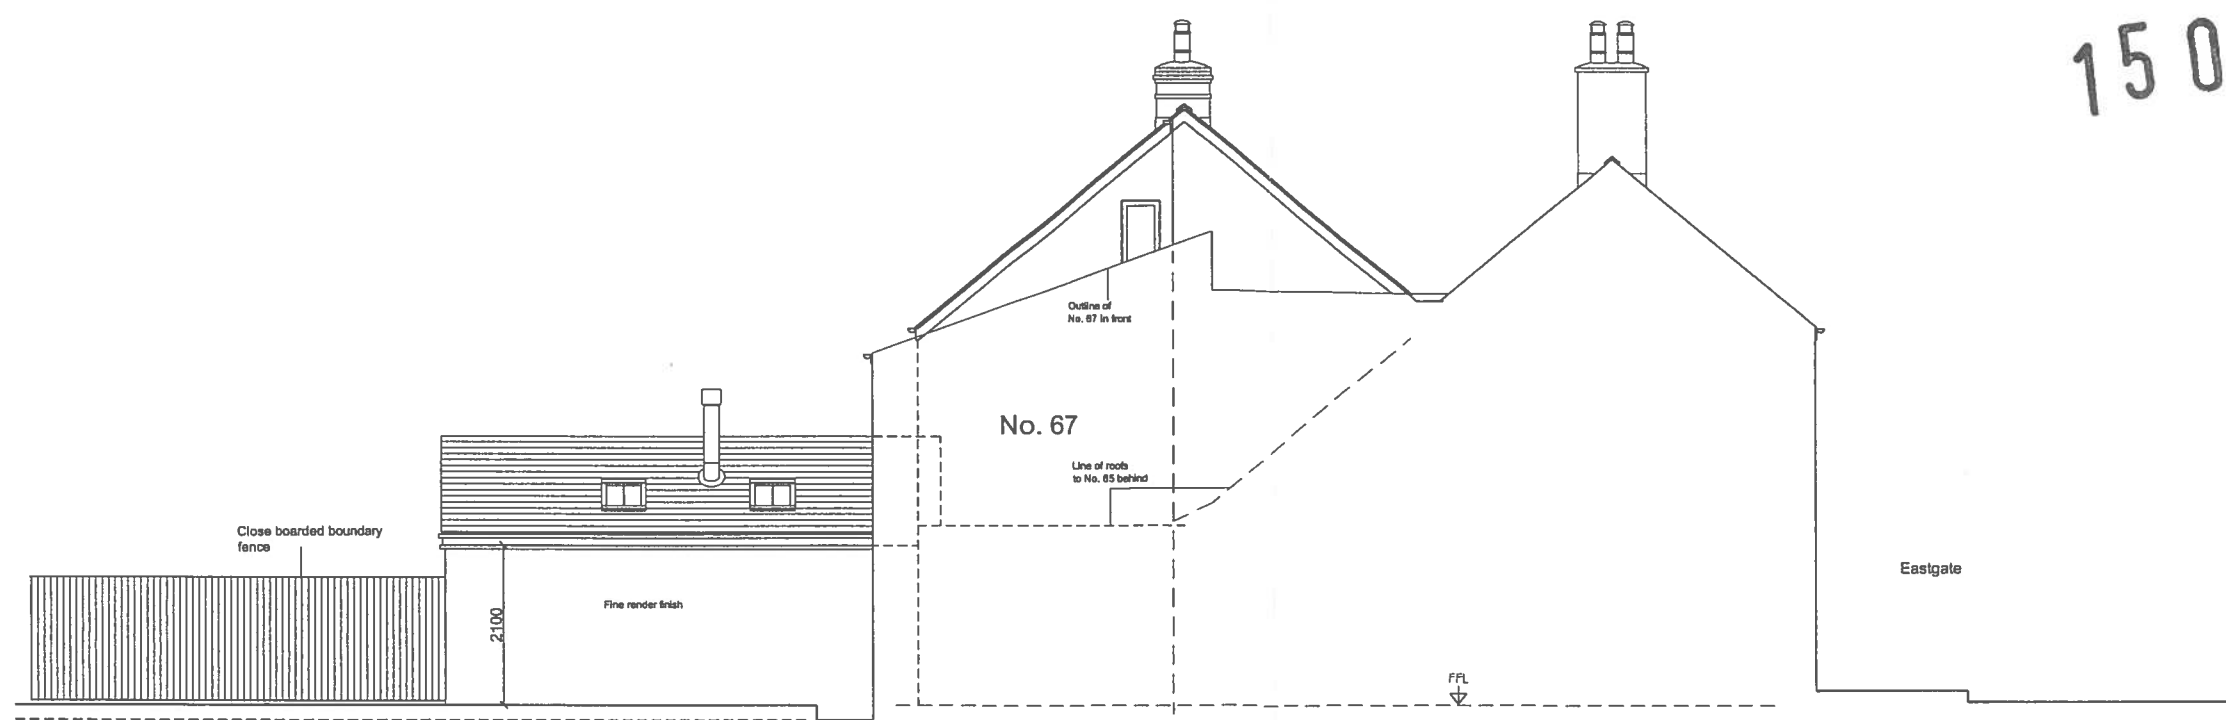 150
Outline of
No. 67 in front
No. 67
Line of roofs
to No. 65 behind
Close boarded boundary
fence
Eastgate
Fine render finish
2100
FFL